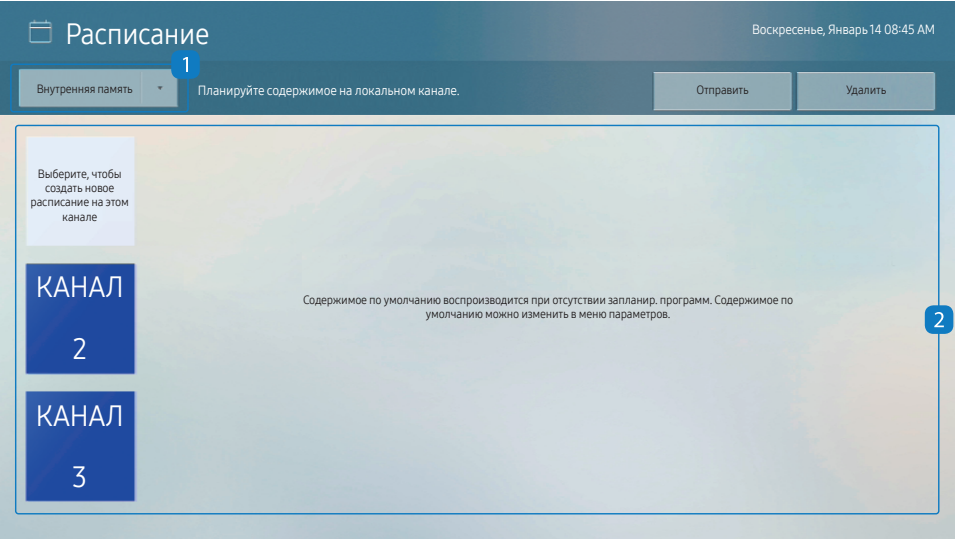 Расписание
Воскресенье, Январь 14 08:45 AM
1
Внутренняя память
Планируйте содержимое на локальном канале.
Отправить
Удалить
Выберите, чтобы
создать новое
расписание на этом
канале
КАНАЛ
2
Содержимое по умолчанию воспроизводится при отсутствии запланир. программ. Содержимое по
умолчанию можно изменить в меню параметров.
2
КАНАЛ
3